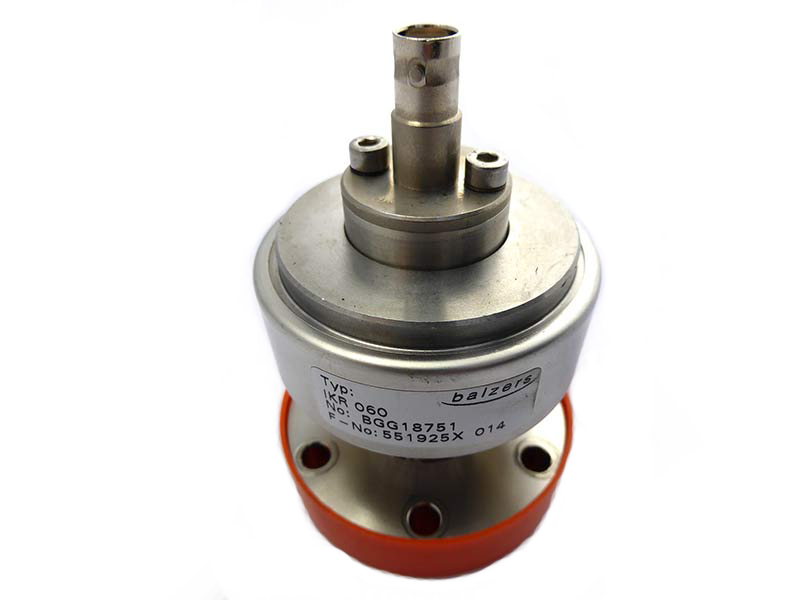 balzers
Typ:
IKR 060
No: BGG18751
F-No: 551925X 014